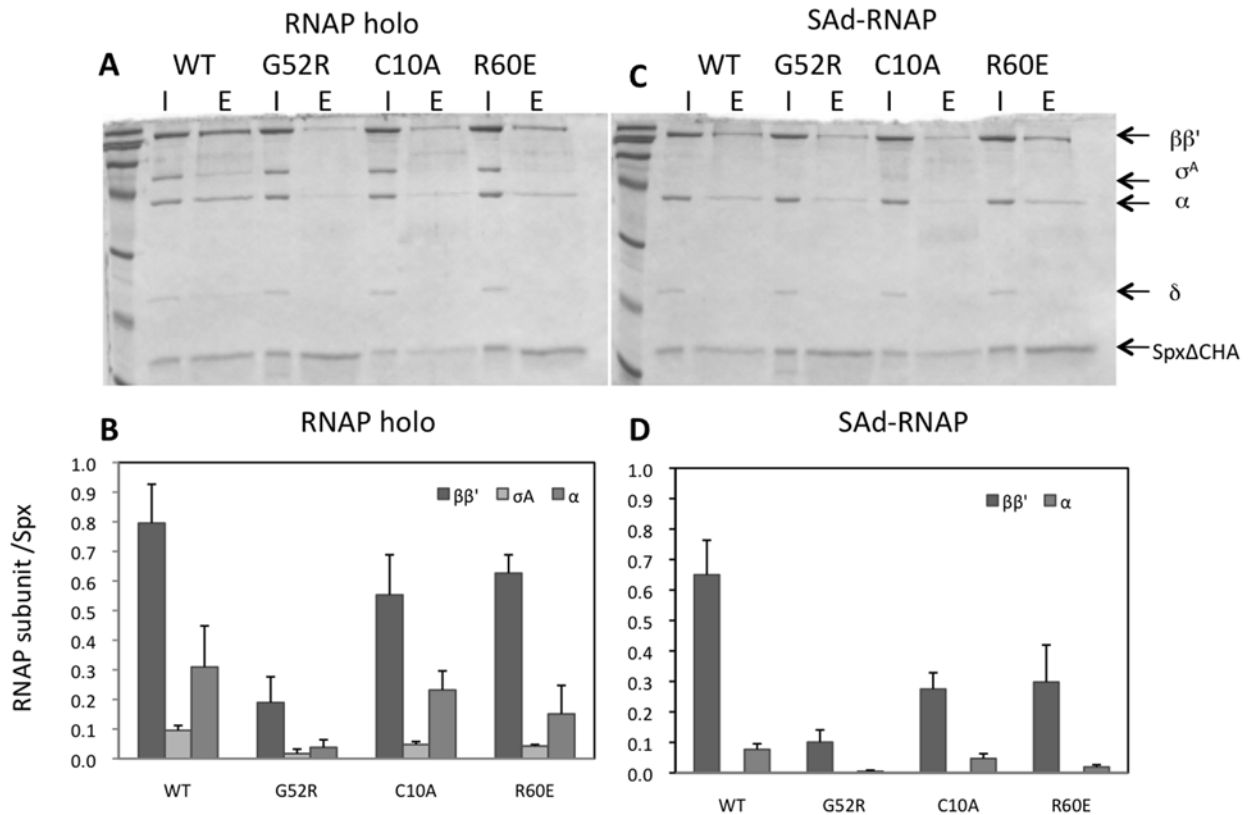 RNAP holo
A
WT G52R C10A R60E
I E I E I E I E
SAd-RNAP
C
WT G52R C10A R60E
I E I E I E I E
ββ'
σA
α
δ
SpxΔCHA
B
RNAP holo
RNAP subunit /Spx
1.0
0.9
0.8
0.7
0.6
0.5
0.4
0.3
0.2
0.1
0.0
ββ' σA α
WT G52R C10A R60E
D
SAd-RNAP
1.0
0.9
0.8
0.7
0.6
0.5
0.4
0.3
0.2
0.1
0.0
ββ' α
WT G52R C10A R60E